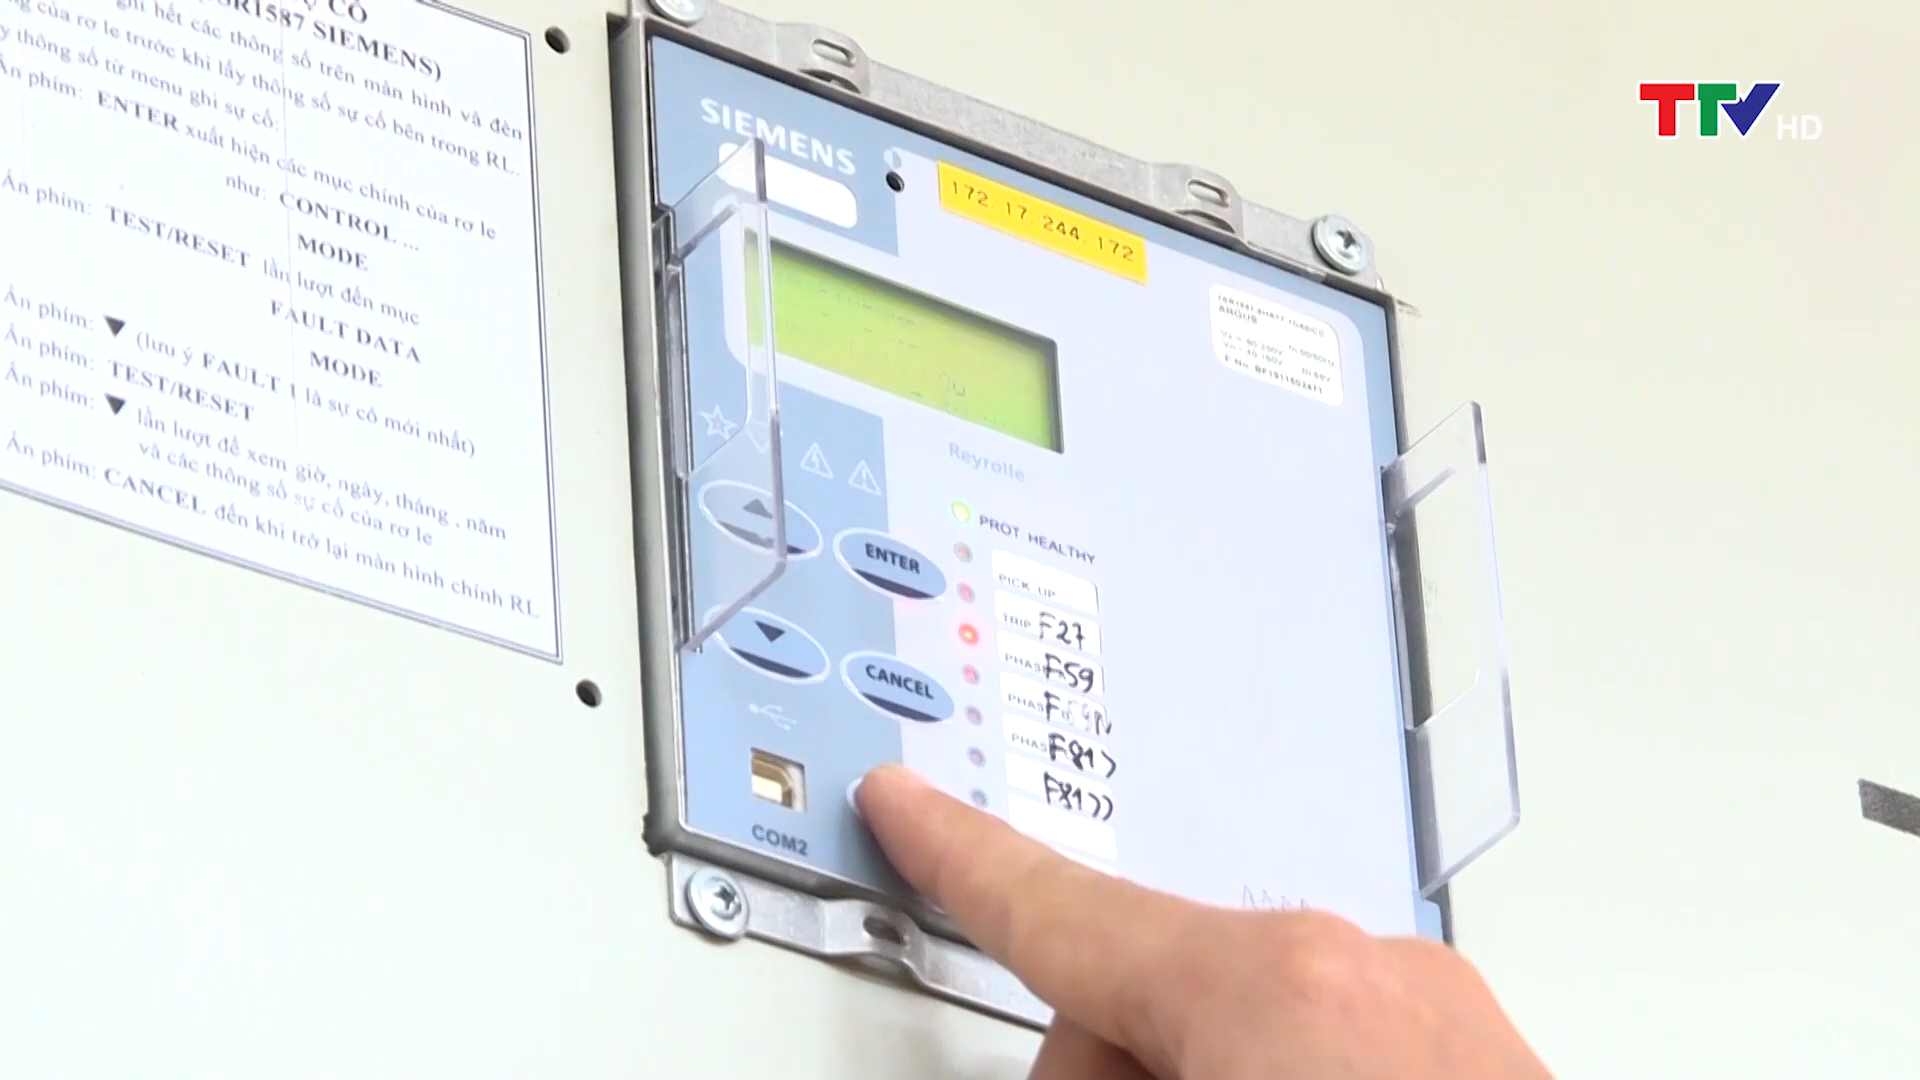 Ự CỐ
SR1587 SIEMENS)
ghi hết các thông số trên màn hình và đèn
của rơ le trước khi lấy thông số sự cố bên trong RL.
thông số từ menu ghi sự cố:
Ấn phím: ENTER xuất hiện các mục chính của rơ le
như: CONTROL ...
MODE
Ấn phím: TEST/RESET lần lượt đến mục
FAULT DATA
MODE
Ấn phím: ▼ (lưu ý FAULT 1 là sự cố mới nhất)
Ấn phím: TEST/RESET
Ấn phím: ▼ lần lượt để xem giờ, ngày, tháng , năm
và các thông số sự cố của rơ le
Ấn phím: CANCEL đến khi trở lại màn hình chính RL
SIEMENS
172.17.244.172
ARGUS
Reyrolle
ENTER
CANCEL
COM2
PROT HEALTHY
PICK UP
TRIP F27
PHAS F59
PHAS
PHAS F81>
F81>>
TTV HD